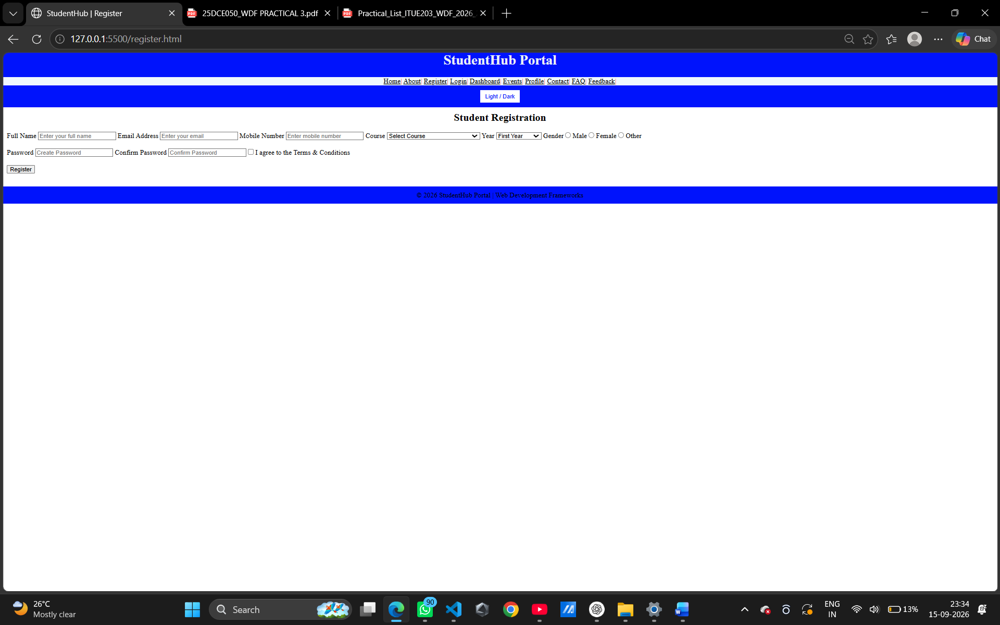 StudentHub | Register
25DCE050_WDF PRACTICAL 3.pdf
Practical_List_ITUE203_WDF_2026_
127.0.0.1:5500/register.html
Chat
StudentHub Portal
Home| About| Register| Login| Dashboard| Events| Profile| Contact| FAQ| Feedback|
Light / Dark
Student Registration
Full Name Enter your full name Email Address Enter your email Mobile Number Enter mobile number Course Select Course Year First Year Gender Male Female Other
Password Create Password Confirm Password Confirm Password I agree to the Terms & Conditions
Register
© 2026 StudentHub Portal | Web Development Frameworks
26°C
Mostly clear
Search
90
ENG
IN
13%
23:34
15-09-2026